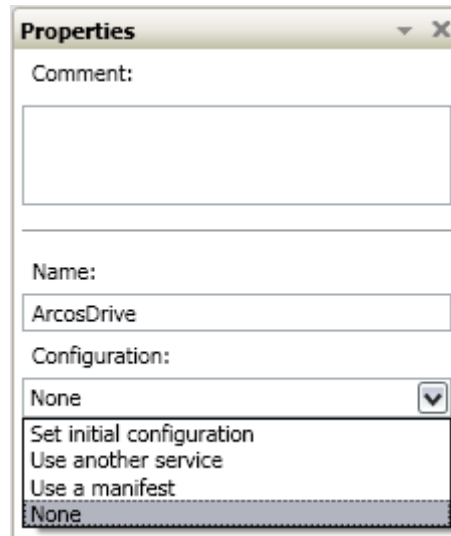 Properties
Comment:
Name:
ArcosDrive
Configuration:
None
Set initial configuration
Use another service
Use a manifest
None